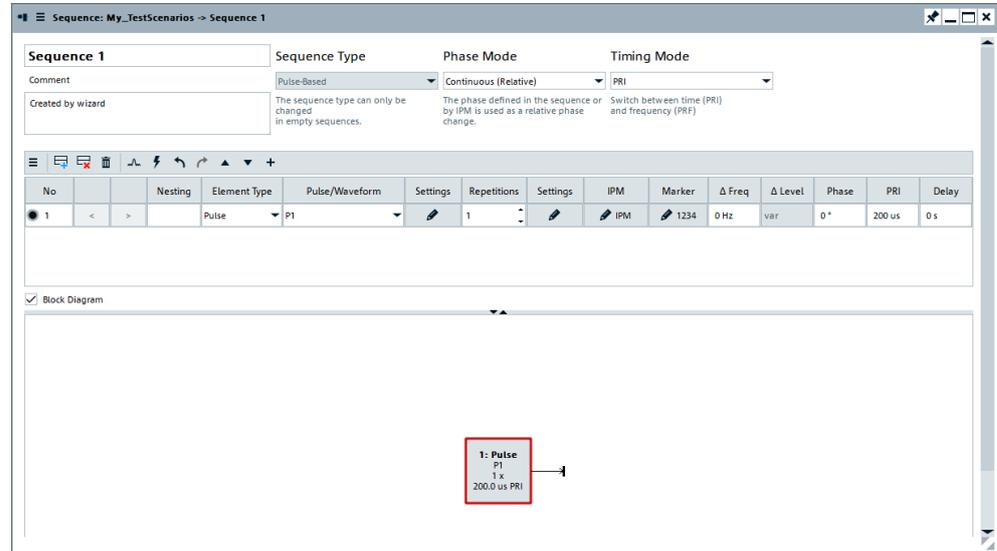 Sequence: My_TestScenarios -> Sequence 1
Sequence 1
Sequence Type
Phase Mode
Timing Mode
Comment
Pulse-Based
Continuous (Relative)
PRI
Created by wizard
The sequence type can only be
changed
in empty sequences.
The phase defined in the sequence or
by IPM is used as a relative phase
change.
Switch between time (PRI)
and frequency (PRF)
No Nesting Element Type Pulse/Waveform Settings Repetitions Settings IPM Marker Δ Freq Δ Level Phase PRI Delay
1 < > Pulse P1 1 IPM 1234 0 Hz var 0 ° 200 us 0 s
Block Diagram
1: Pulse
P1
1 x
200.0 us PRI